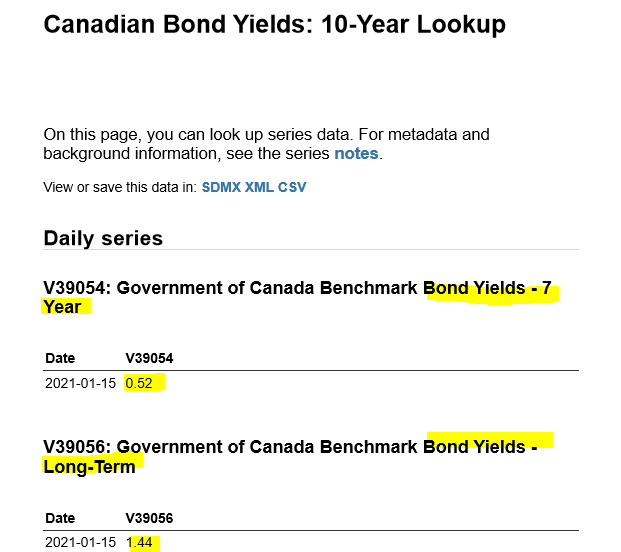 Canadian Bond Yields: 10-Year Lookup
On this page, you can look up series data. For metadata and
background information, see the series notes.
View or save this data in: SDMX XML CSV
Daily series
V39054: Government of Canada Benchmark Bond Yields - 7
Year
Date V39054
2021-01-15 0.52
V39056: Government of Canada Benchmark Bond Yields -
Long-Term
Date V39056
2021-01-15 1.44